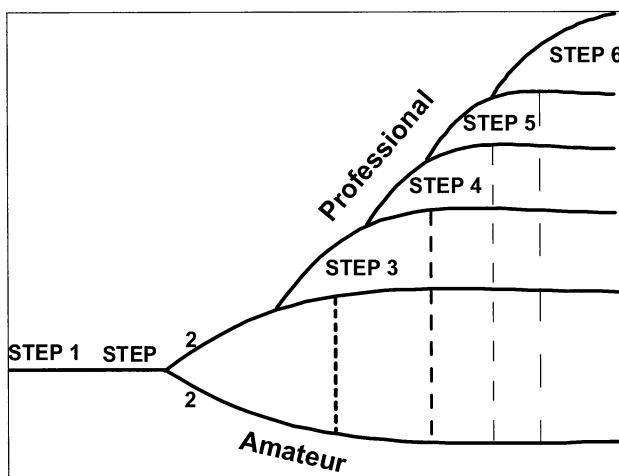 STEP 6
STEP 5
Professional
STEP 4
STEP 3
2
STEP 1 STEP
2
Amateur